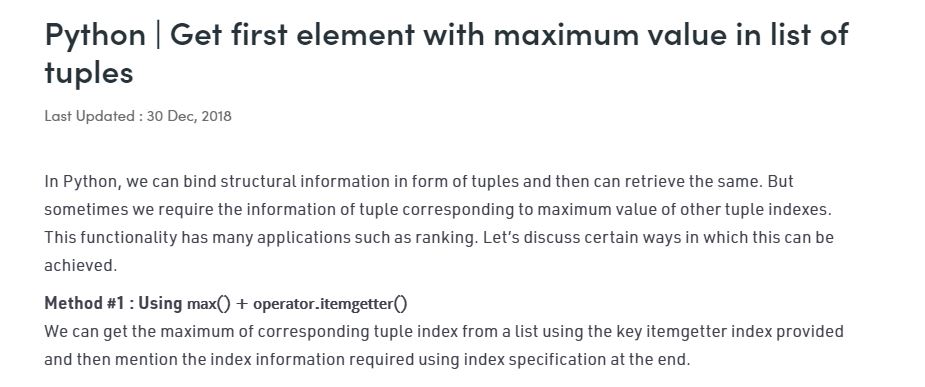 Python | Get first element with maximum value in list of
tuples
Last Updated : 30 Dec, 2018
In Python, we can bind structural information in form of tuples and then can retrieve the same. But
sometimes we require the information of tuple corresponding to maximum value of other tuple indexes.
This functionality has many applications such as ranking. Let’s discuss certain ways in which this can be
achieved.
Method #1 : Using max() + operator.itemgetter()
We can get the maximum of corresponding tuple index from a list using the key itemgetter index provided
and then mention the index information required using index specification at the end.